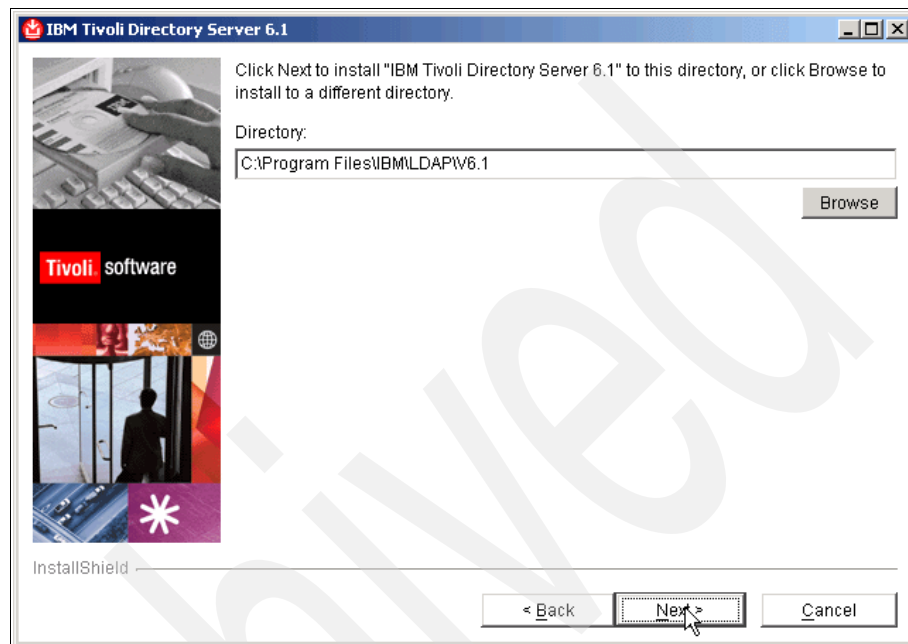 IBM Tivoli Directory Server 6.1
Click Next to install "IBM Tivoli Directory Server 6.1" to this directory, or click Browse to
install to a different directory.
Directory:
C:\Program Files\IBM\LDAP\V6.1
Browse
Tivoli. software
InstallShield
< Back
Next >
Cancel
hived